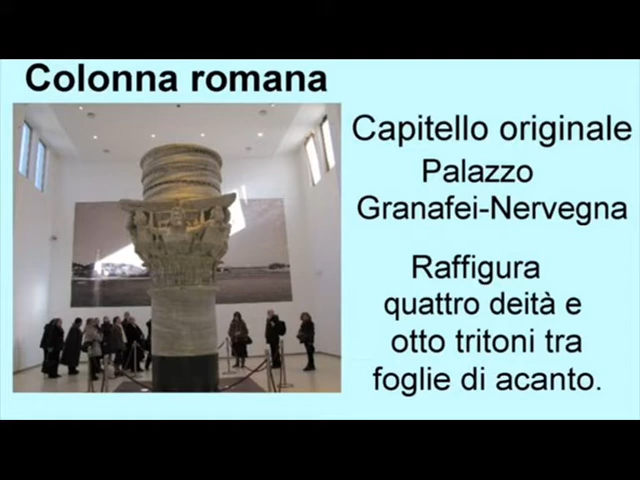 Colonna romana
Capitello originale
Palazzo
Granafei-Nervegna
Raffigura
quattro deità e
otto tritoni tra
foglie di acanto.